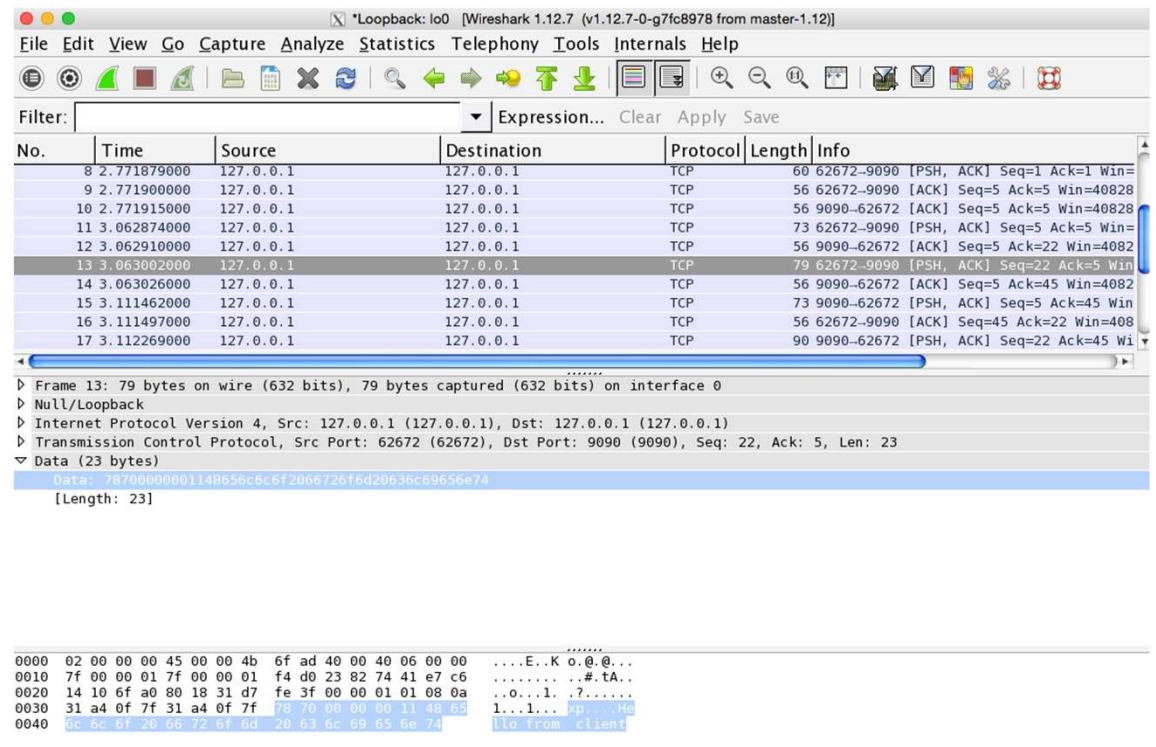 *Loopback: lo0 [Wireshark 1.12.7 (v1.12.7-0-g7fc8978 from master-1.12)]
File Edit View Go Capture Analyze Statistics Telephony Tools Internals Help
Filter: Expression... Clear Apply Save
No. Time Source Destination Protocol Length Info
8 2.771879000 127.0.0.1 127.0.0.1 TCP 60 62672→9090 [PSH, ACK] Seq=1 Ack=1 Win=
9 2.771900000 127.0.0.1 127.0.0.1 TCP 56 62672→9090 [ACK] Seq=5 Ack=5 Win=40828
10 2.771915000 127.0.0.1 127.0.0.1 TCP 56 9090→62672 [ACK] Seq=5 Ack=5 Win=40828
11 3.062874000 127.0.0.1 127.0.0.1 TCP 73 62672→9090 [PSH, ACK] Seq=5 Ack=5 Win=
12 3.062910000 127.0.0.1 127.0.0.1 TCP 56 9090→62672 [ACK] Seq=5 Ack=22 Win=4082
13 3.063002000 127.0.0.1 127.0.0.1 TCP 79 62672→9090 [PSH, ACK] Seq=22 Ack=5 Win
14 3.063026000 127.0.0.1 127.0.0.1 TCP 56 9090→62672 [ACK] Seq=5 Ack=45 Win=4082
15 3.111462000 127.0.0.1 127.0.0.1 TCP 73 9090→62672 [PSH, ACK] Seq=5 Ack=45 Win
16 3.111497000 127.0.0.1 127.0.0.1 TCP 56 62672→9090 [ACK] Seq=45 Ack=22 Win=408
17 3.112269000 127.0.0.1 127.0.0.1 TCP 90 9090→62672 [PSH, ACK] Seq=22 Ack=45 Wi
Frame 13: 79 bytes on wire (632 bits), 79 bytes captured (632 bits) on interface 0
Null/Loopback
Internet Protocol Version 4, Src: 127.0.0.1 (127.0.0.1), Dst: 127.0.0.1 (127.0.0.1)
Transmission Control Protocol, Src Port: 62672 (62672), Dst Port: 9090 (9090), Seq: 22, Ack: 5, Len: 23
Data (23 bytes)
Data: 78700000001148656c6c6f2066726f6d20636c69656e74
[Length: 23]
0000 02 00 00 00 45 00 00 4b 6f ad 40 00 40 06 00 00 ....E..K o.@.@...
0010 7f 00 00 01 7f 00 00 01 f4 d0 23 82 74 41 e7 c6 ........ ..#.tA..
0020 14 10 6f a0 80 18 31 d7 fe 3f 00 00 01 01 08 0a ..o...1. .?......
0030 31 a4 0f 7f 31 a4 0f 7f 78 70 00 00 00 11 48 65 1...1... xp....He
0040 6c 6c 6f 20 66 72 6f 6d 20 63 6c 69 65 6e 74 llo from client